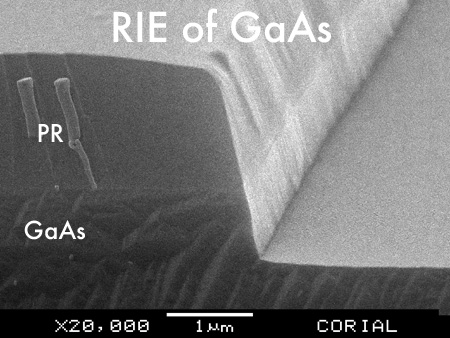 RIE of GaAs
PR
GaAs
X20,000 1µm CORIAL